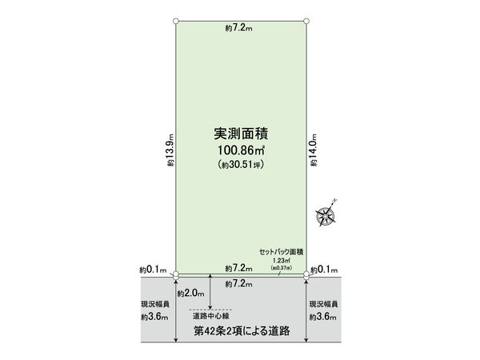 約7.2m
約13.9m
実測面積
100.86㎡
(約30.51坪)
約14.0m
セットバック面積
1.23㎡
(約0.37坪)
約0.1m
約7.2m
約0.1m
約7.2m
約2.0m
現況幅員
約3.6m
道路中心線
現況幅員
約3.6m
第42条2項による道路